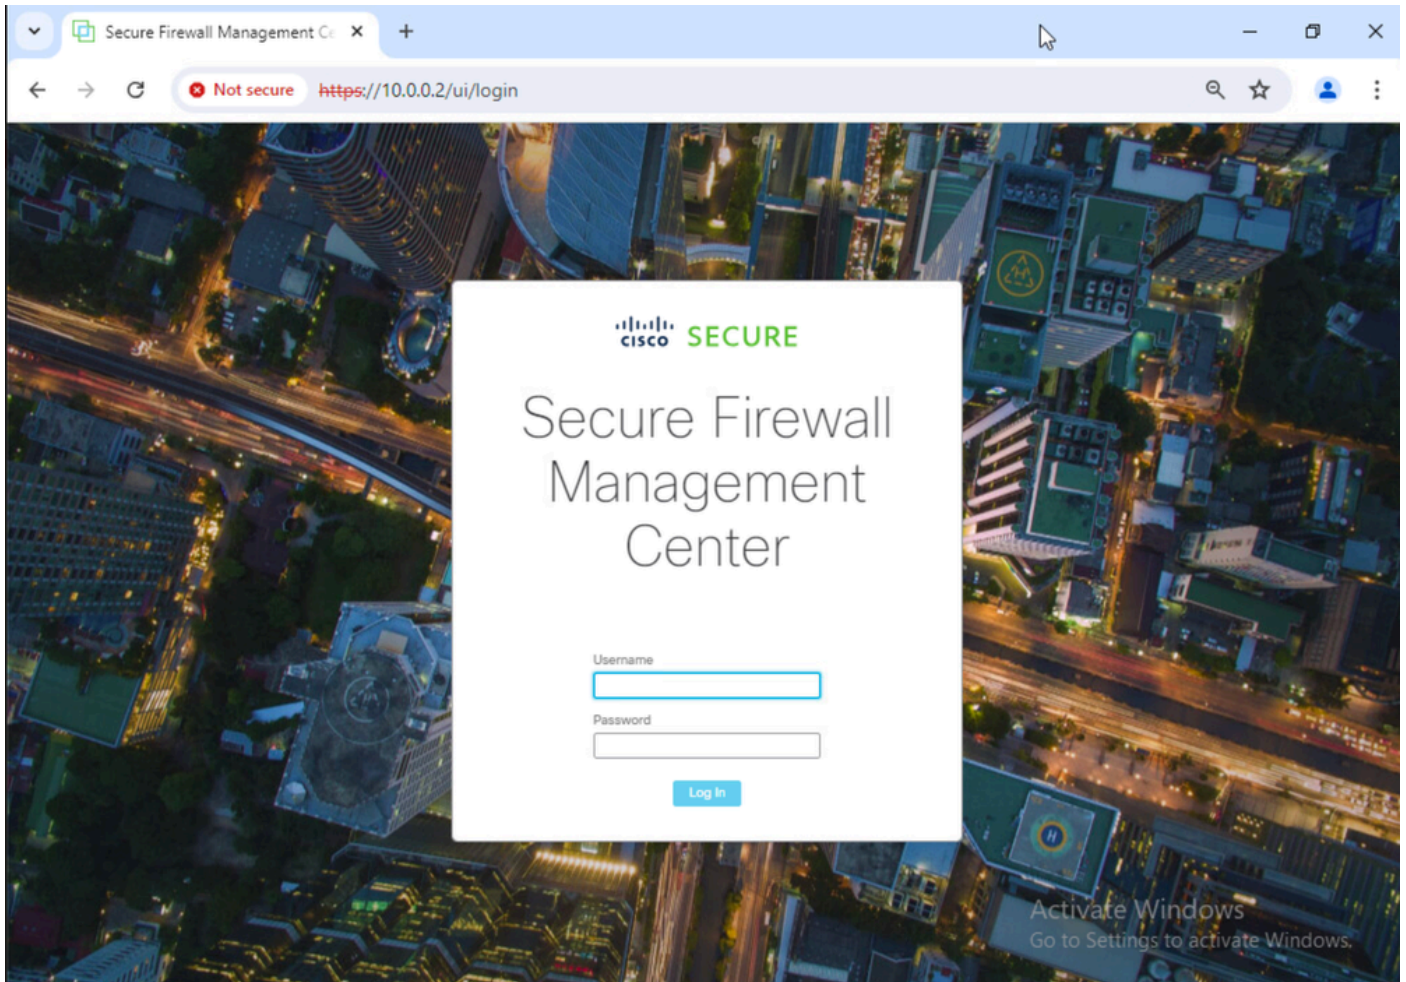 Secure Firewall Management Ce
Not secure https://10.0.0.2/ui/login
CISCO SECURE
Secure Firewall
Management
Center
Username
Password
Log In
Activate Windows
Go to Settings to activate Windows.